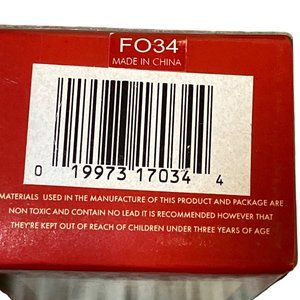 FO34
MADE IN CHINA
0 19973 17034 4
MATERIALS USED IN THE MANUFACTURE OF THIS PRODUCT AND PACKAGE ARE
NON TOXIC AND CONTAIN NO LEAD IT IS RECOMMENDED HOWEVER THAT
THEY'RE KEPT OUT OF REACH OF CHILDREN UNDER THREE YEARS OF AGE